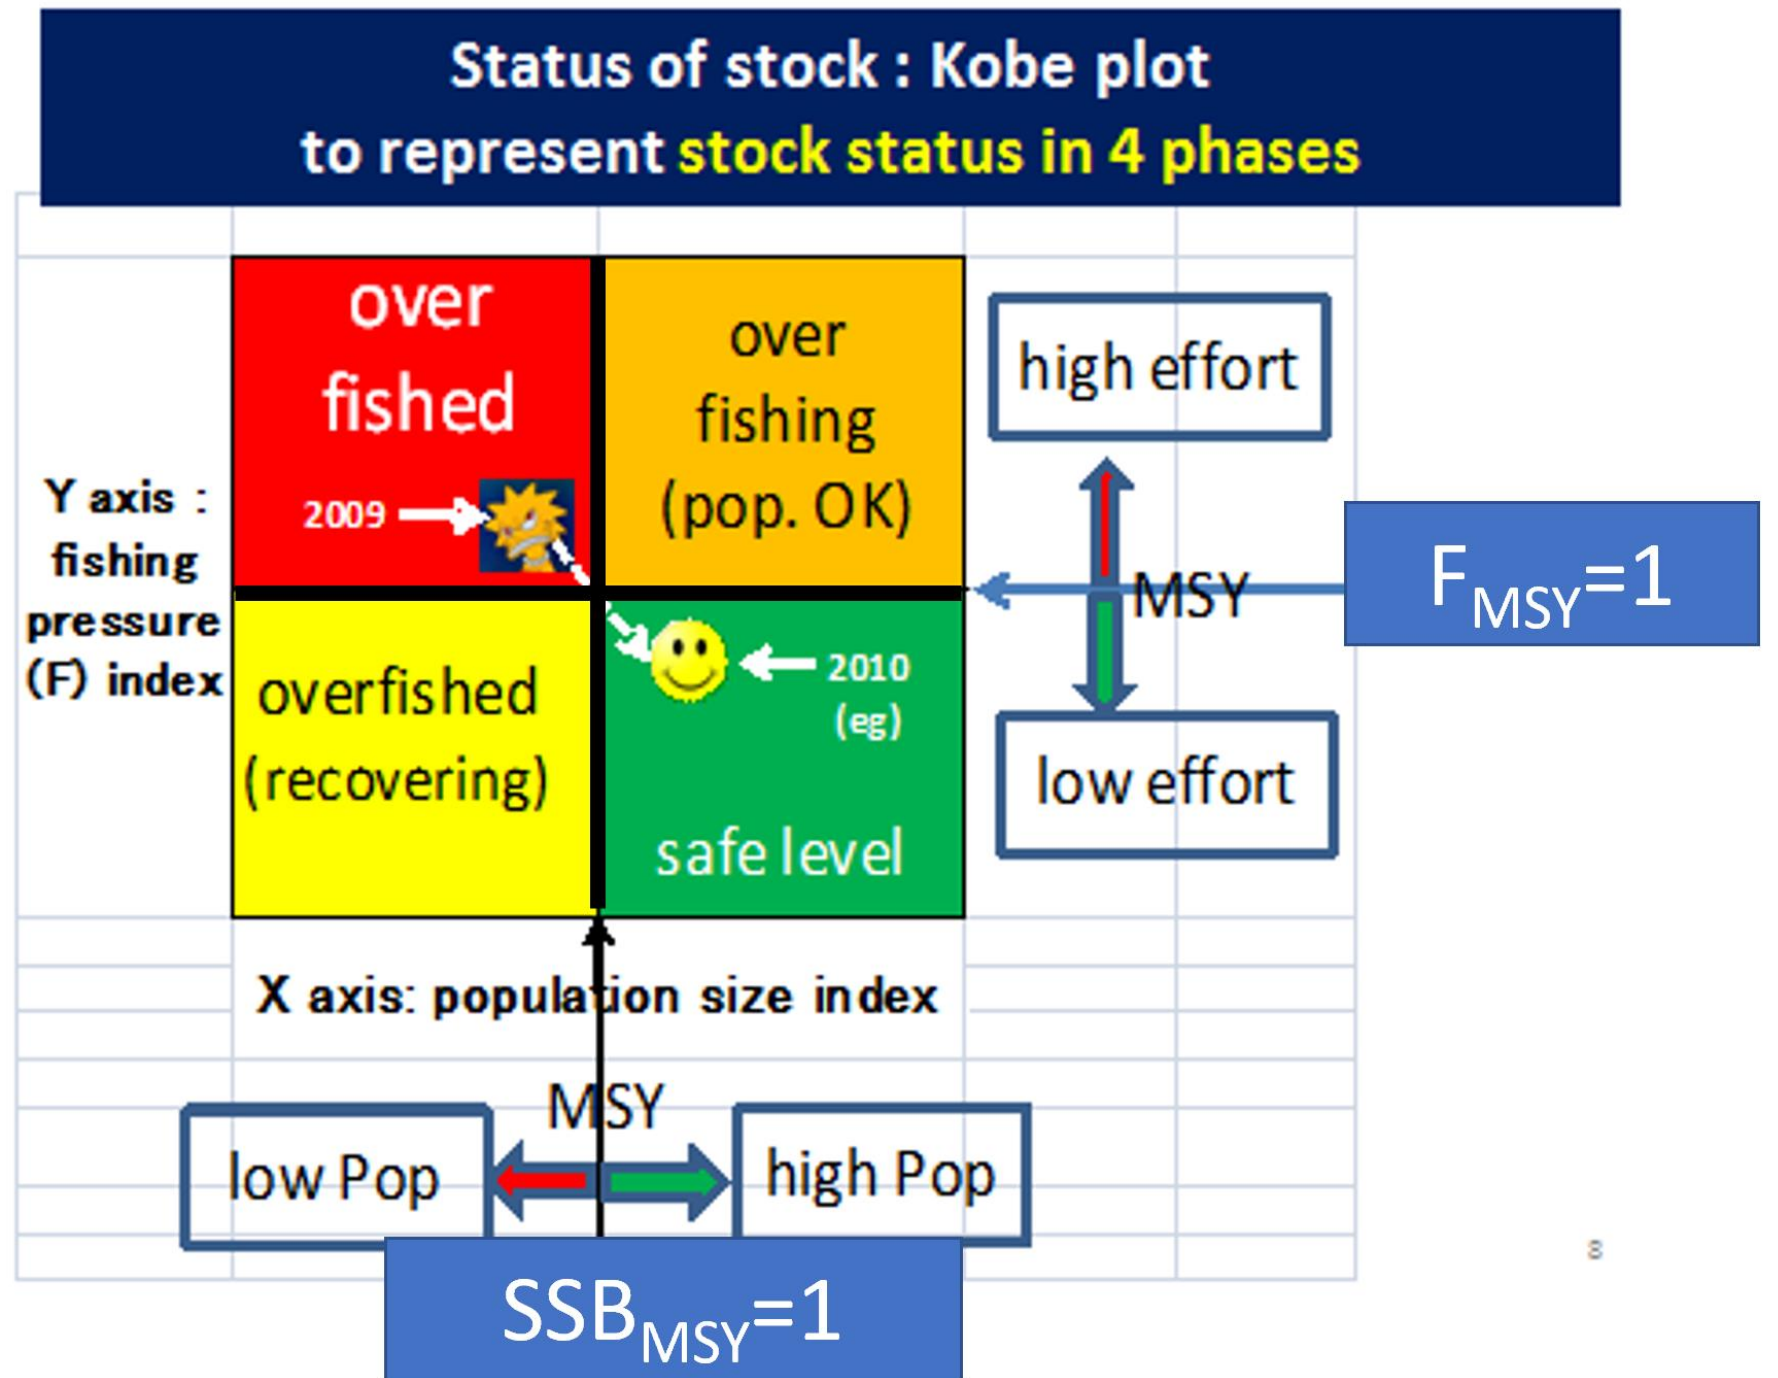 Status of stock : Kobe plot
to represent stock status in 4 phases
over
fished
2009
over
fishing
(pop. OK)
high effort
Y axis :
fishing
pressure
(F) index
MSY
F_MSY=1
overfished
(recovering)
2010
(eg)
safe level
low effort
X axis: population size index
MSY
low Pop
high Pop
SSB_MSY=1
8